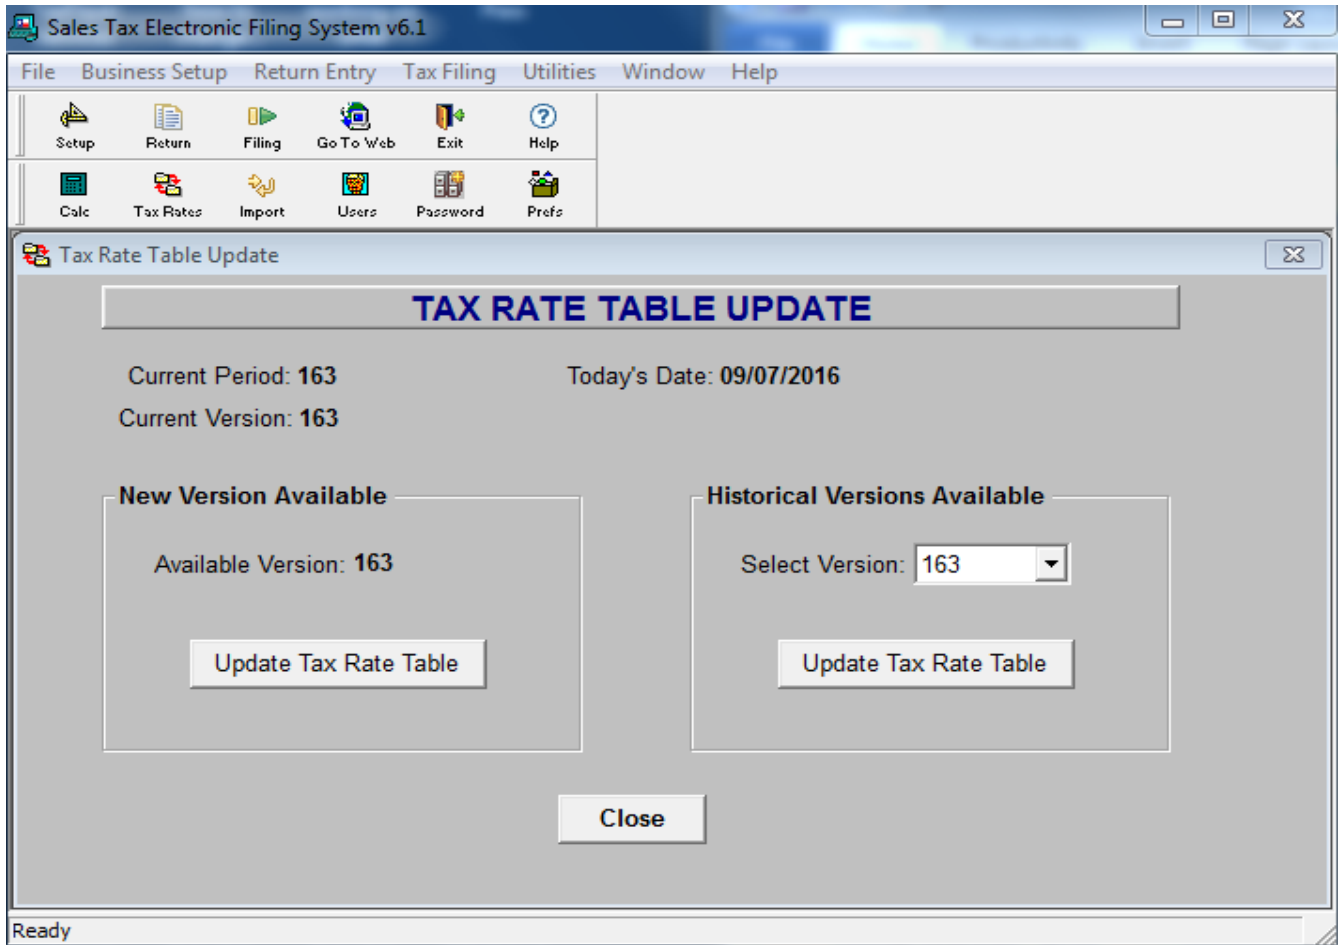 Sales Tax Electronic Filing System v6.1
File Business Setup Return Entry Tax Filing Utilities Window Help
Setup Return Filing Go To Web Exit Help
Calc Tax Rates Import Users Password Prefs
Tax Rate Table Update
TAX RATE TABLE UPDATE
Current Period: 163 Today's Date: 09/07/2016
Current Version: 163
New Version Available Historical Versions Available
Available Version: 163 Select Version: 163
Update Tax Rate Table Update Tax Rate Table
Close
Ready